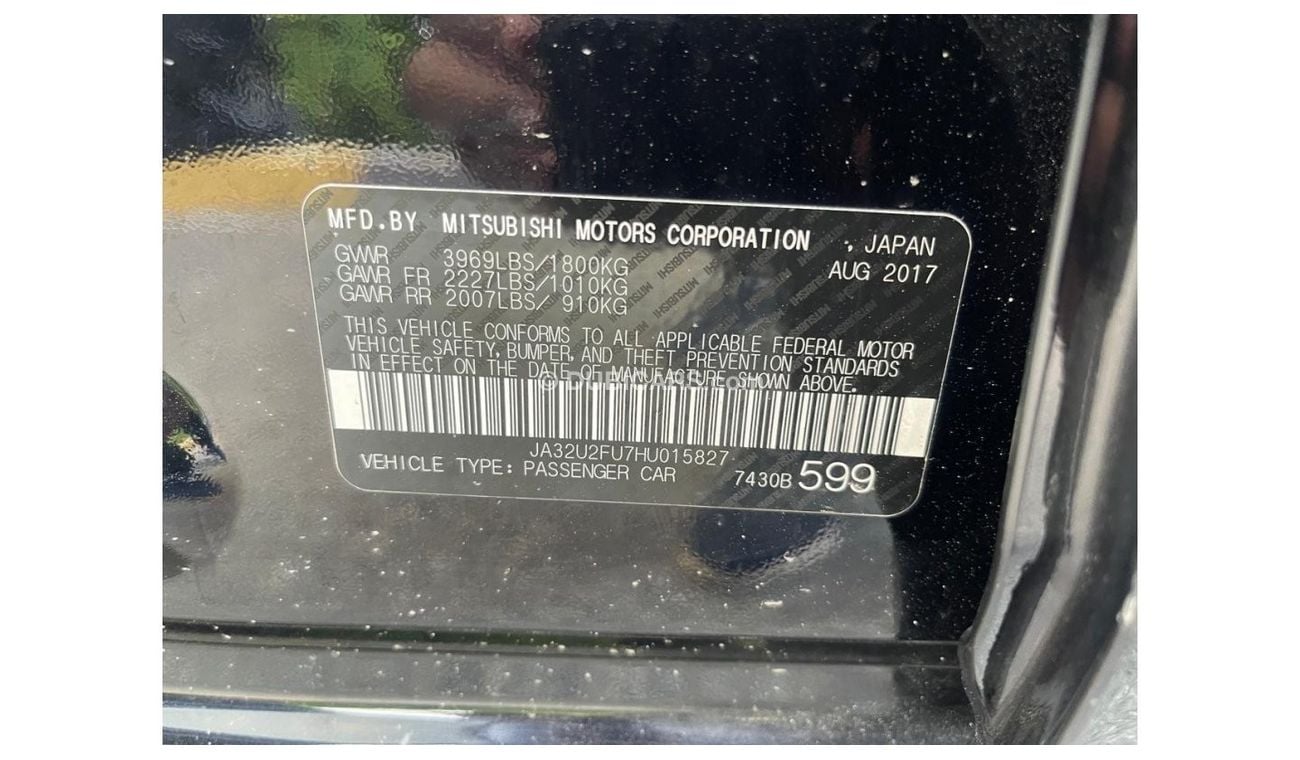 MFD.BY MITSUBISHI MOTORS CORPORATION , JAPAN
GVWR 3969LBS/1800KG AUG 2017
GAWR FR 2227LBS/1010KG
GAWR RR 2007LBS/ 910KG
THIS VEHICLE CONFORMS TO ALL APPLICABLE FEDERAL MOTOR
VEHICLE SAFETY, BUMPER, AND THEFT PREVENTION STANDARDS
IN EFFECT ON THE DATE OF MANUFACTURE SHOWN ABOVE.
JA32U2FU7HU015827
VEHICLE TYPE: PASSENGER CAR 7430B 599